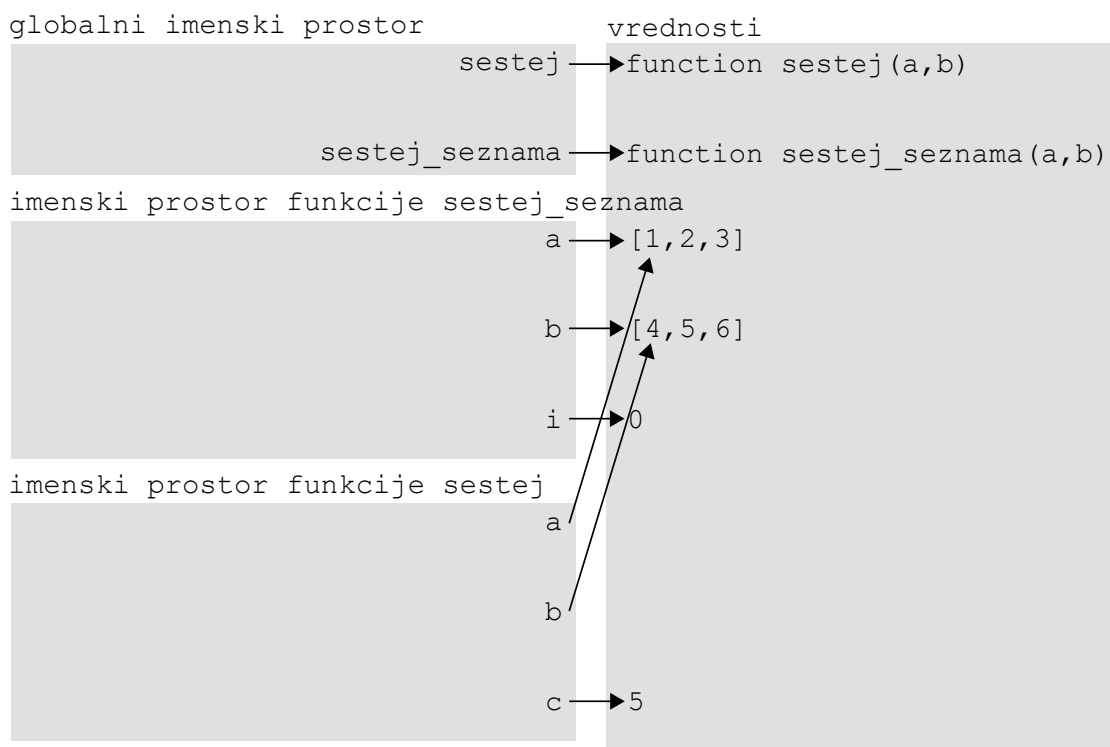 globalni imenski prostor
vrednosti
sestej
function sestej(a,b)
sestej_seznama
function sestej_seznama(a,b)
imenski prostor funkcije sestej_seznama
a
[1,2,3]
b
[4,5,6]
i
0
imenski prostor funkcije sestej
a
b
c
5